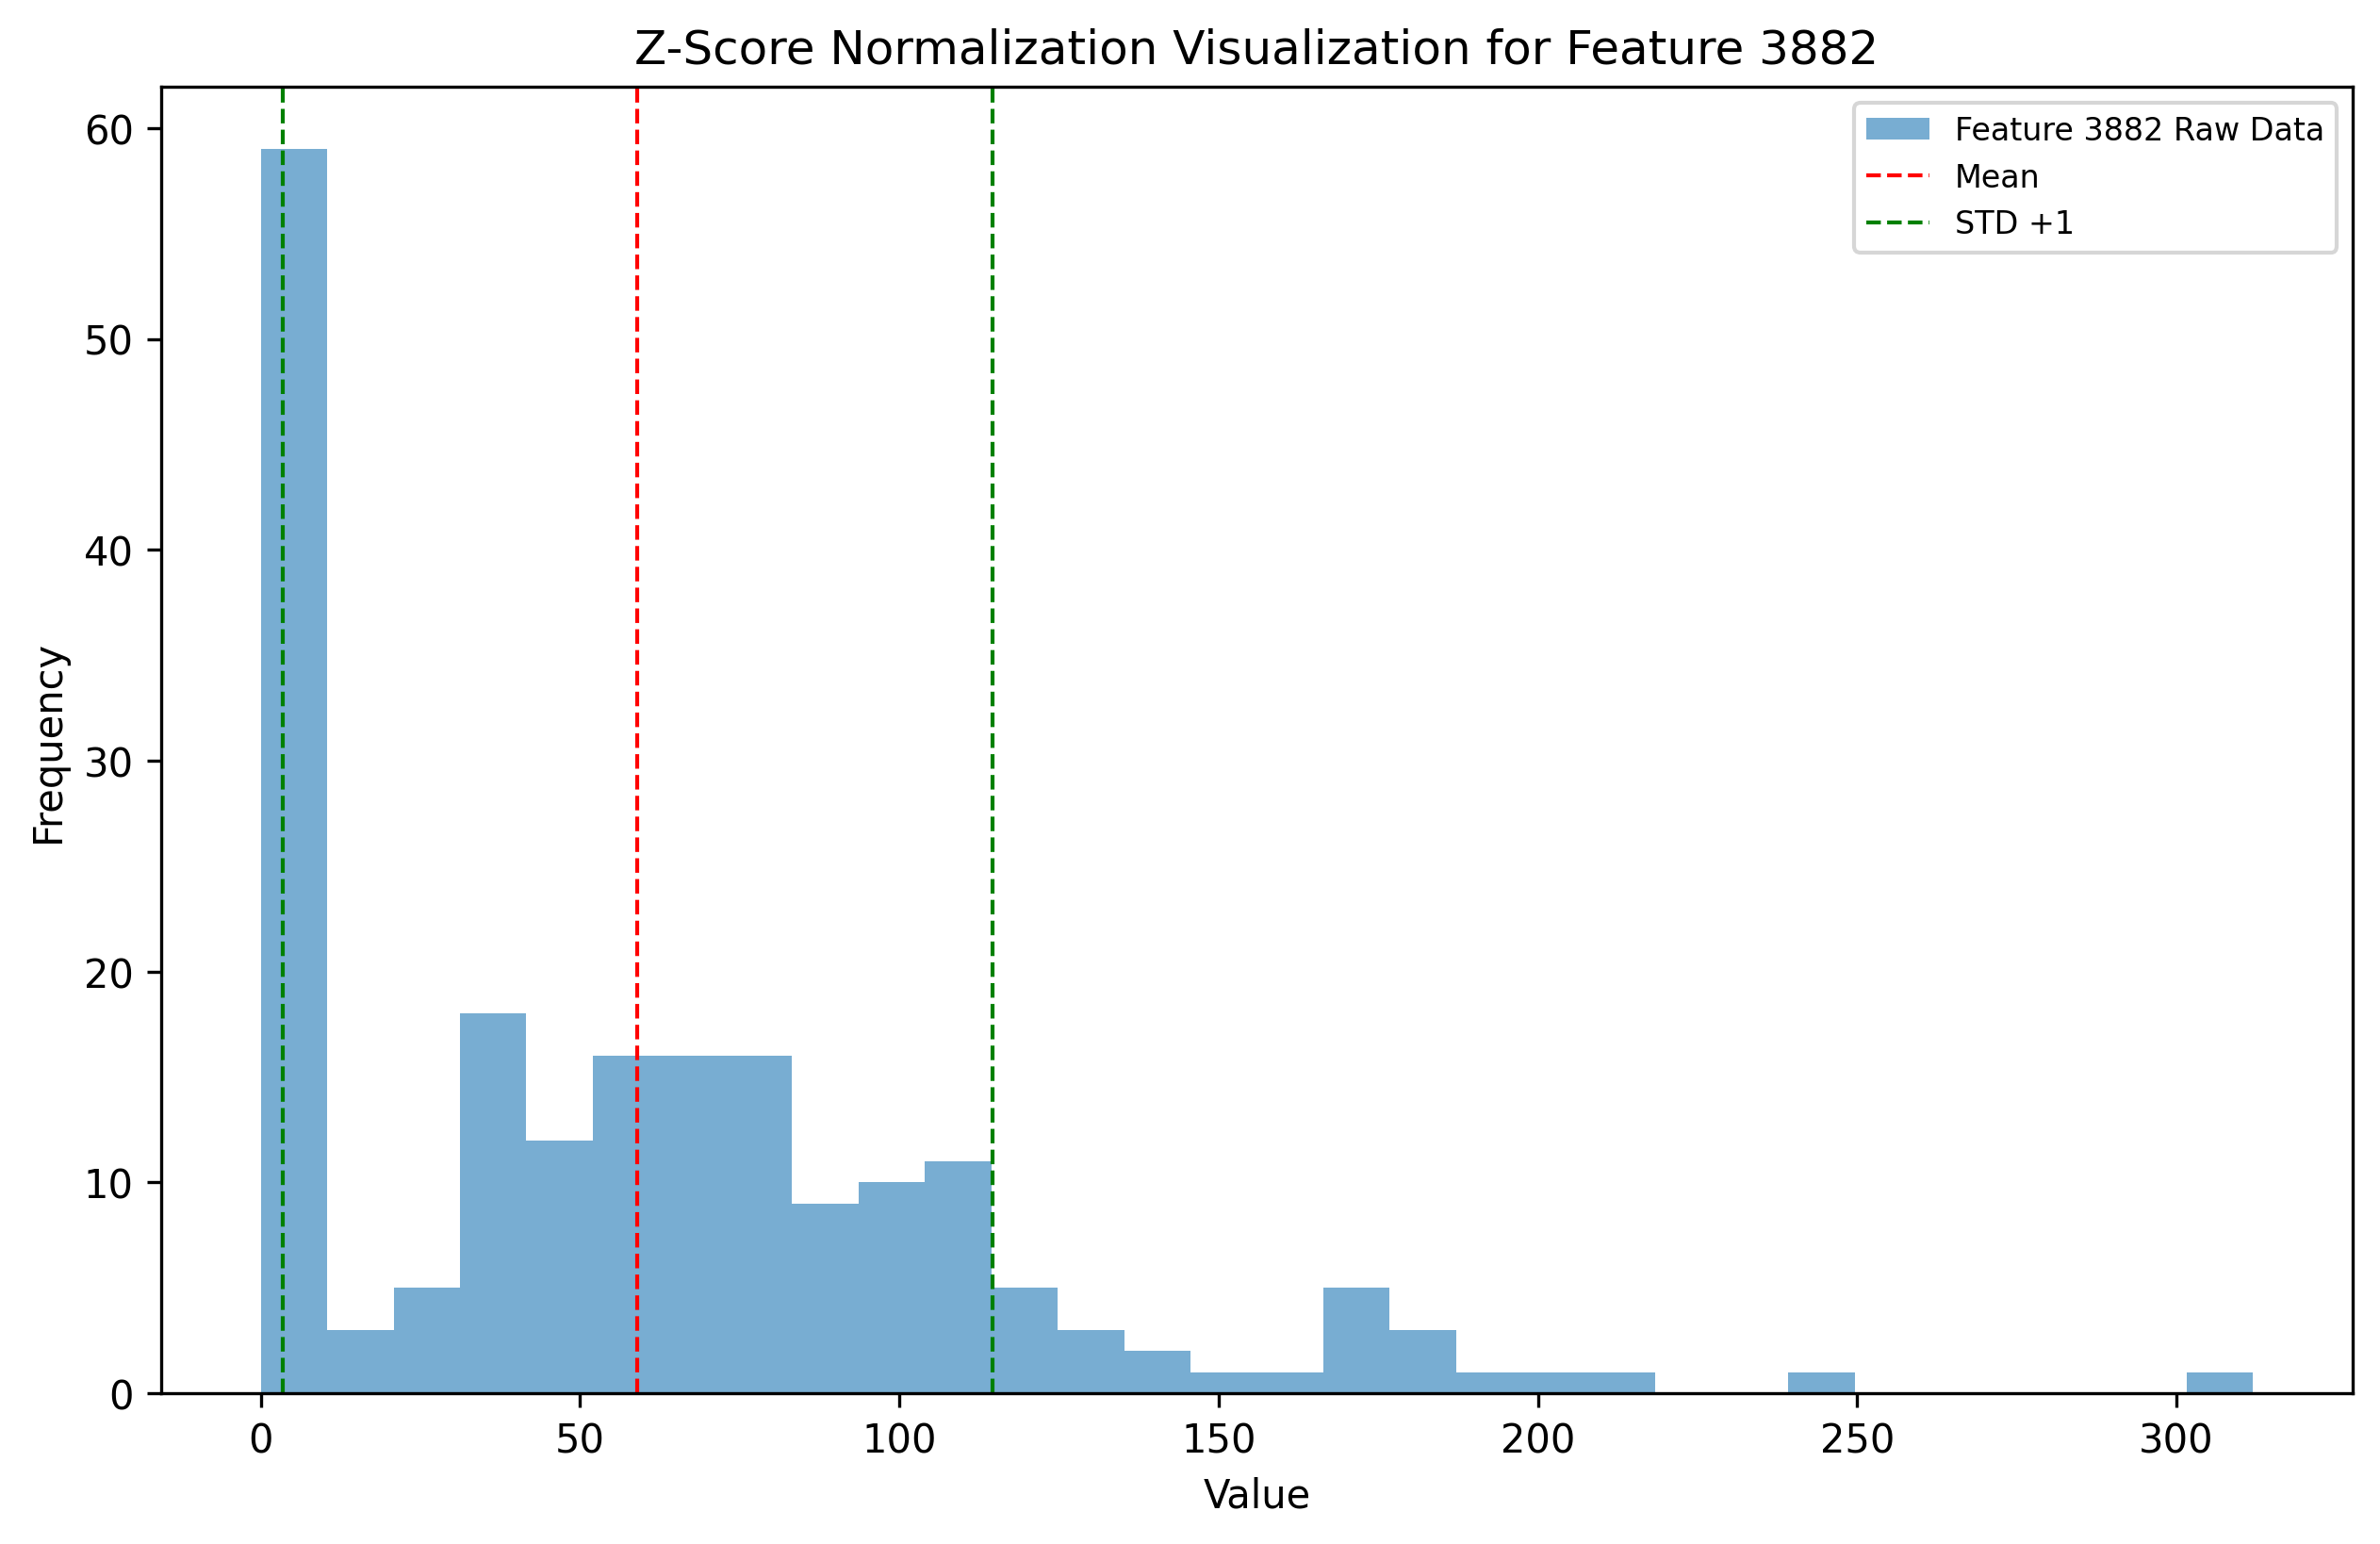 Z-Score Normalization Visualization for Feature 3882
Feature 3882 Raw Data
Mean
STD +1
60
50
40
30
20
10
0
Frequency
0 50 100 150 200 250 300
Value